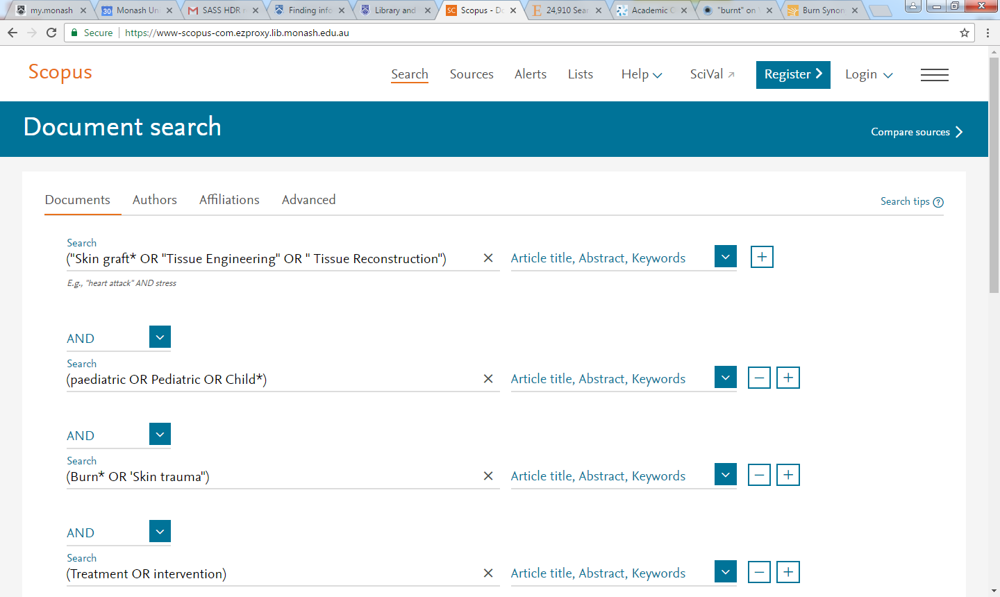 my.monash
Monash Un
SASS HDR
Finding info
Library and
Scopus - Do
24,910 Sear
Academic
"burnt" on
Burn Synon
Secure
https://www-scopus-com.ezproxy.lib.monash.edu.au
Scopus
Search Sources Alerts Lists Help SciVal Register Login
Document search
Compare sources
Documents Authors Affiliations Advanced
Search tips
Search
("Skin graft* OR "Tissue Engineering" OR " Tissue Reconstruction")
Article title, Abstract, Keywords
E.g., "heart attack" AND stress
AND
Search
(paediatric OR Pediatric OR Child*)
Article title, Abstract, Keywords
AND
Search
(Burn* OR 'Skin trauma")
Article title, Abstract, Keywords
AND
Search
(Treatment OR intervention)
Article title, Abstract, Keywords